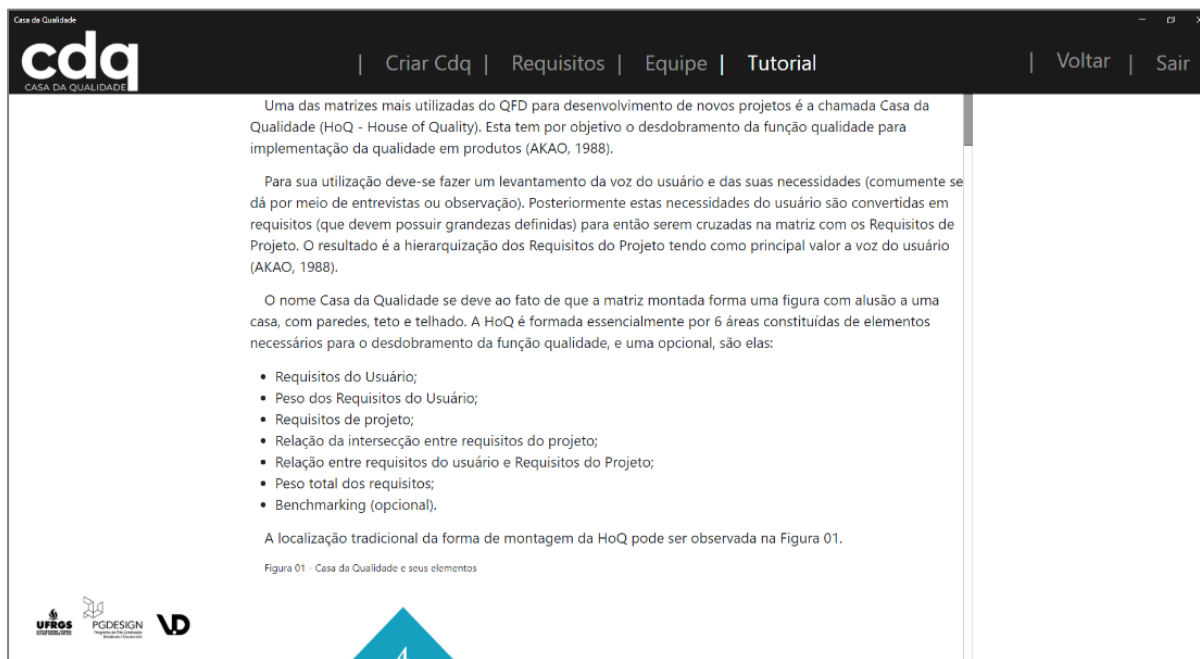 Casa da Qualidade
cdq
CASA DA QUALIDADE
| Criar Cdq | Requisitos | Equipe | Tutorial
| Voltar | Sair
Uma das matrizes mais utilizadas do QFD para desenvolvimento de novos projetos é a chamada Casa da
Qualidade (HoQ - House of Quality). Esta tem por objetivo o desdobramento da função qualidade para
implementação da qualidade em produtos (AKAO, 1988).
Para sua utilização deve-se fazer um levantamento da voz do usuário e das suas necessidades (comumente se
dá por meio de entrevistas ou observação). Posteriormente estas necessidades do usuário são convertidas em
requisitos (que devem possuir grandezas definidas) para então serem cruzadas na matriz com os Requisitos de
Projeto. O resultado é a hierarquização dos Requisitos do Projeto tendo como principal valor a voz do usuário
(AKAO, 1988).
O nome Casa da Qualidade se deve ao fato de que a matriz montada forma uma figura com alusão a uma
casa, com paredes, teto e telhado. A HoQ é formada essencialmente por 6 áreas constituídas de elementos
necessários para o desdobramento da função qualidade, e uma opcional, são elas:
• Requisitos do Usuário;
• Peso dos Requisitos do Usuário;
• Requisitos de projeto;
• Relação da intersecção entre requisitos do projeto;
• Relação entre requisitos do usuário e Requisitos do Projeto;
• Peso total dos requisitos;
• Benchmarking (opcional).
A localização tradicional da forma de montagem da HoQ pode ser observada na Figura 01.
Figura 01 - Casa da Qualidade e seus elementos
UFRGS
PGDESIGN
VD
4